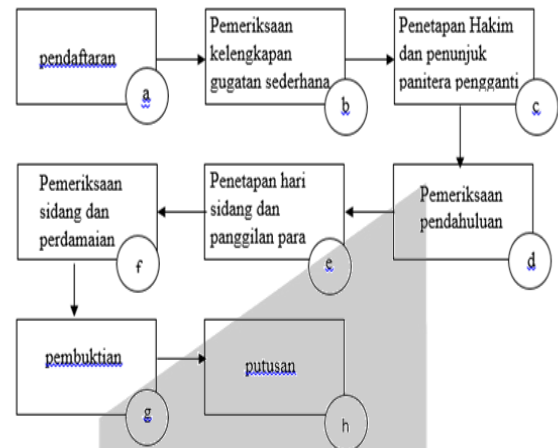 pendaftaran
a
Pemeriksaan
kelengkapan
gugatan sederhana
b
Penetapan Hakim
dan penunjuk
panitera pengganti
c
Pemeriksaan
pendahuluan
d
Penetapan hari
sidang dan
panggilan para
e
Pemeriksaan
sidang dan
perdamaian
f
pembuktian
g
putusan
h